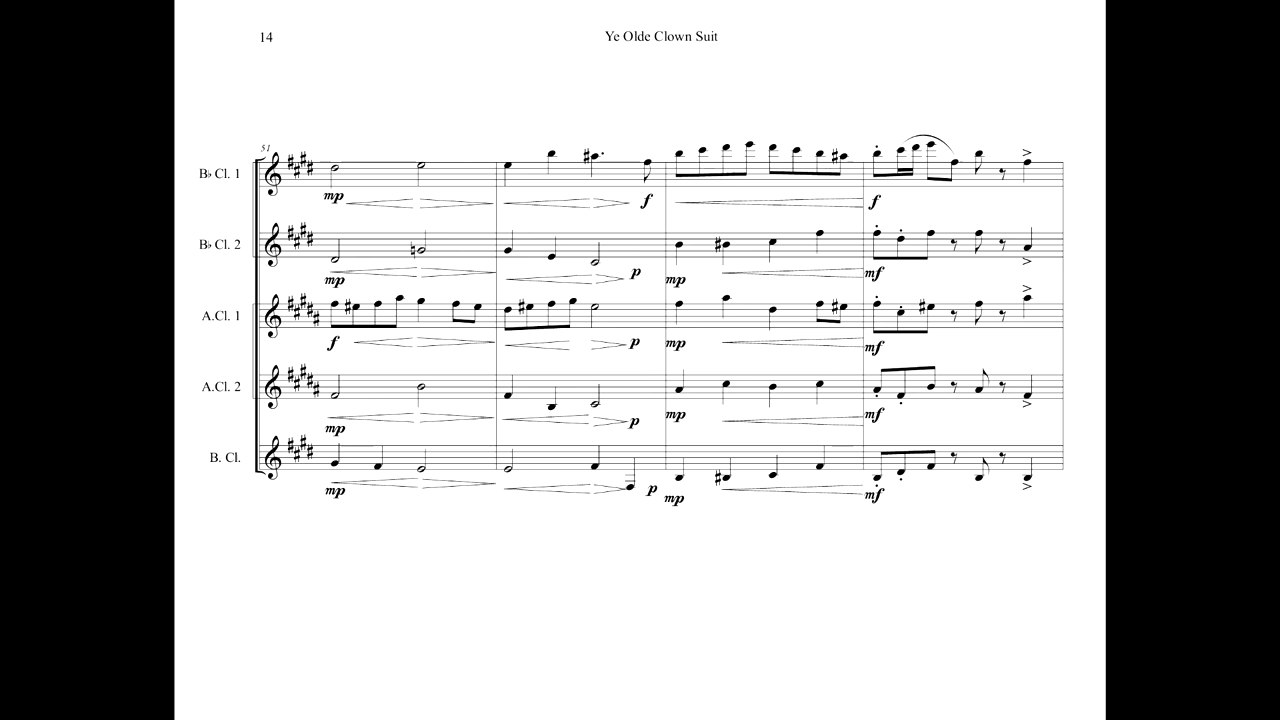 14
Ye Olde Clown Suit
51
B♭ Cl. 1
mp
f
f
B♭ Cl. 2
mp
p
mp
mf
A.Cl. 1
f
p
mp
mf
A.Cl. 2
mp
p
mp
mf
B. Cl.
mp
p
mp
mf